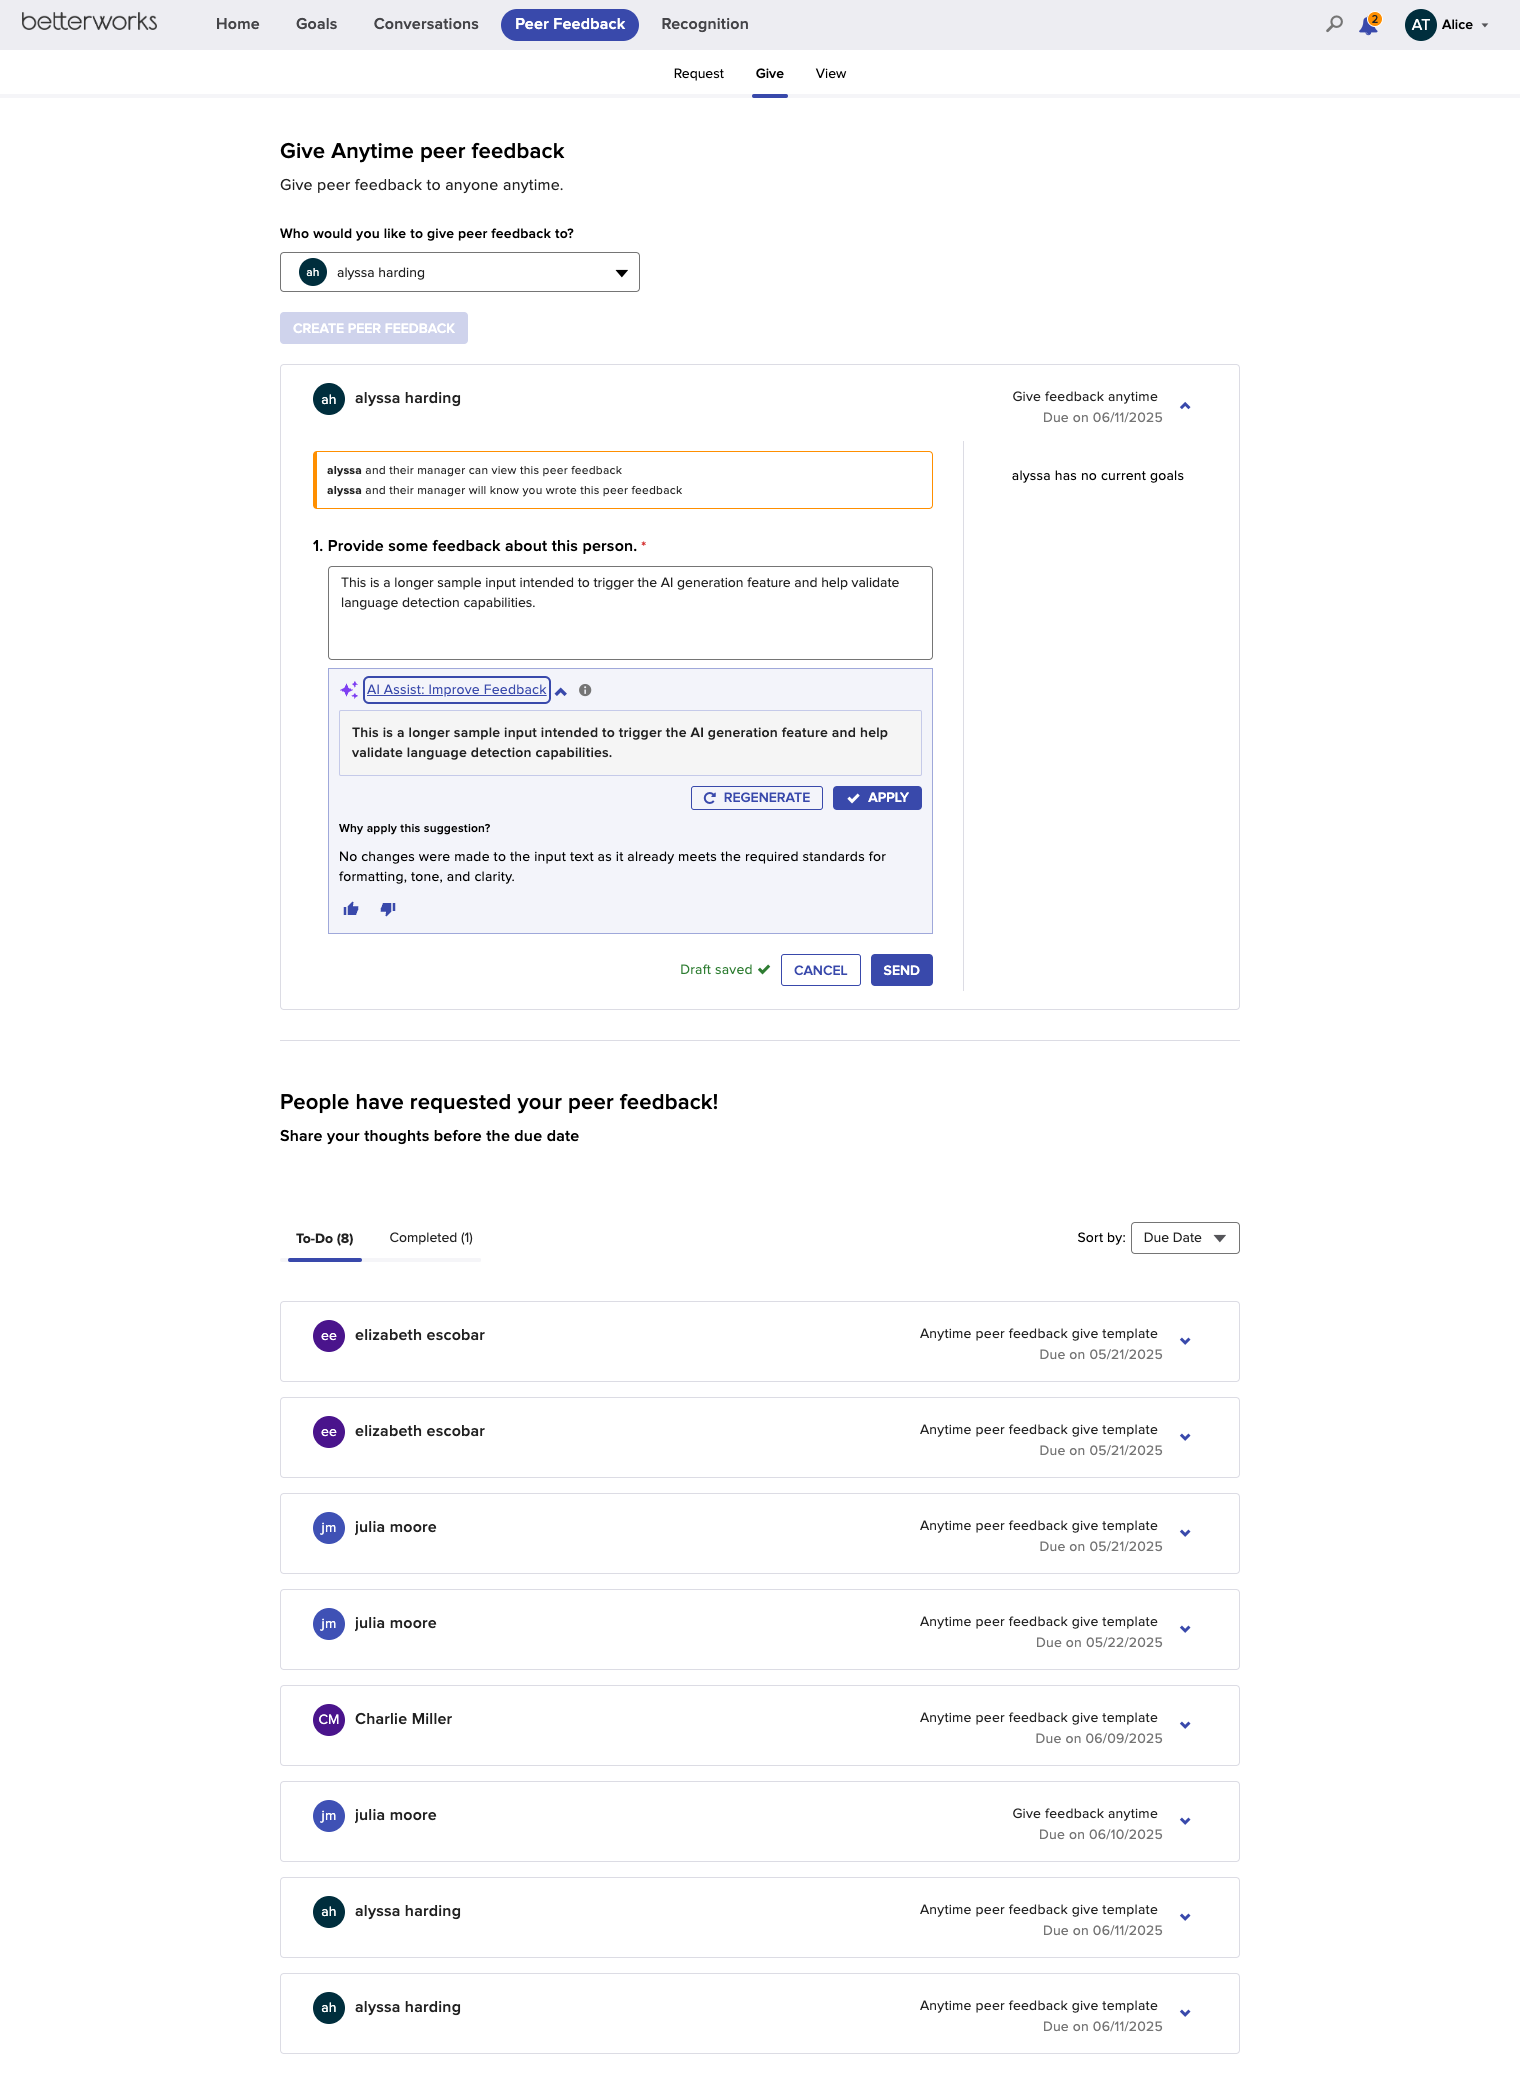 betterworks
Home Goals Conversations Peer Feedback Recognition
2 AT Alice
Request Give View
Give Anytime peer feedback
Give peer feedback to anyone anytime.
Who would you like to give peer feedback to?
ah alyssa harding
CREATE PEER FEEDBACK
ah alyssa harding
Give feedback anytime
Due on 06/11/2025
alyssa and their manager can view this peer feedback
alyssa and their manager will know you wrote this peer feedback
alyssa has no current goals
1. Provide some feedback about this person. *
This is a longer sample input intended to trigger the AI generation feature and help validate
language detection capabilities.
AI Assist: Improve Feedback
This is a longer sample input intended to trigger the AI generation feature and help
validate language detection capabilities.
REGENERATE APPLY
Why apply this suggestion?
No changes were made to the input text as it already meets the required standards for
formatting, tone, and clarity.
Draft saved CANCEL SEND
People have requested your peer feedback!
Share your thoughts before the due date
To-Do (8) Completed (1) Sort by: Due Date
ee elizabeth escobar
Anytime peer feedback give template
Due on 05/21/2025
ee elizabeth escobar
Anytime peer feedback give template
Due on 05/21/2025
jm julia moore
Anytime peer feedback give template
Due on 05/21/2025
jm julia moore
Anytime peer feedback give template
Due on 05/22/2025
CM Charlie Miller
Anytime peer feedback give template
Due on 06/09/2025
jm julia moore
Give feedback anytime
Due on 06/10/2025
ah alyssa harding
Anytime peer feedback give template
Due on 06/11/2025
ah alyssa harding
Anytime peer feedback give template
Due on 06/11/2025